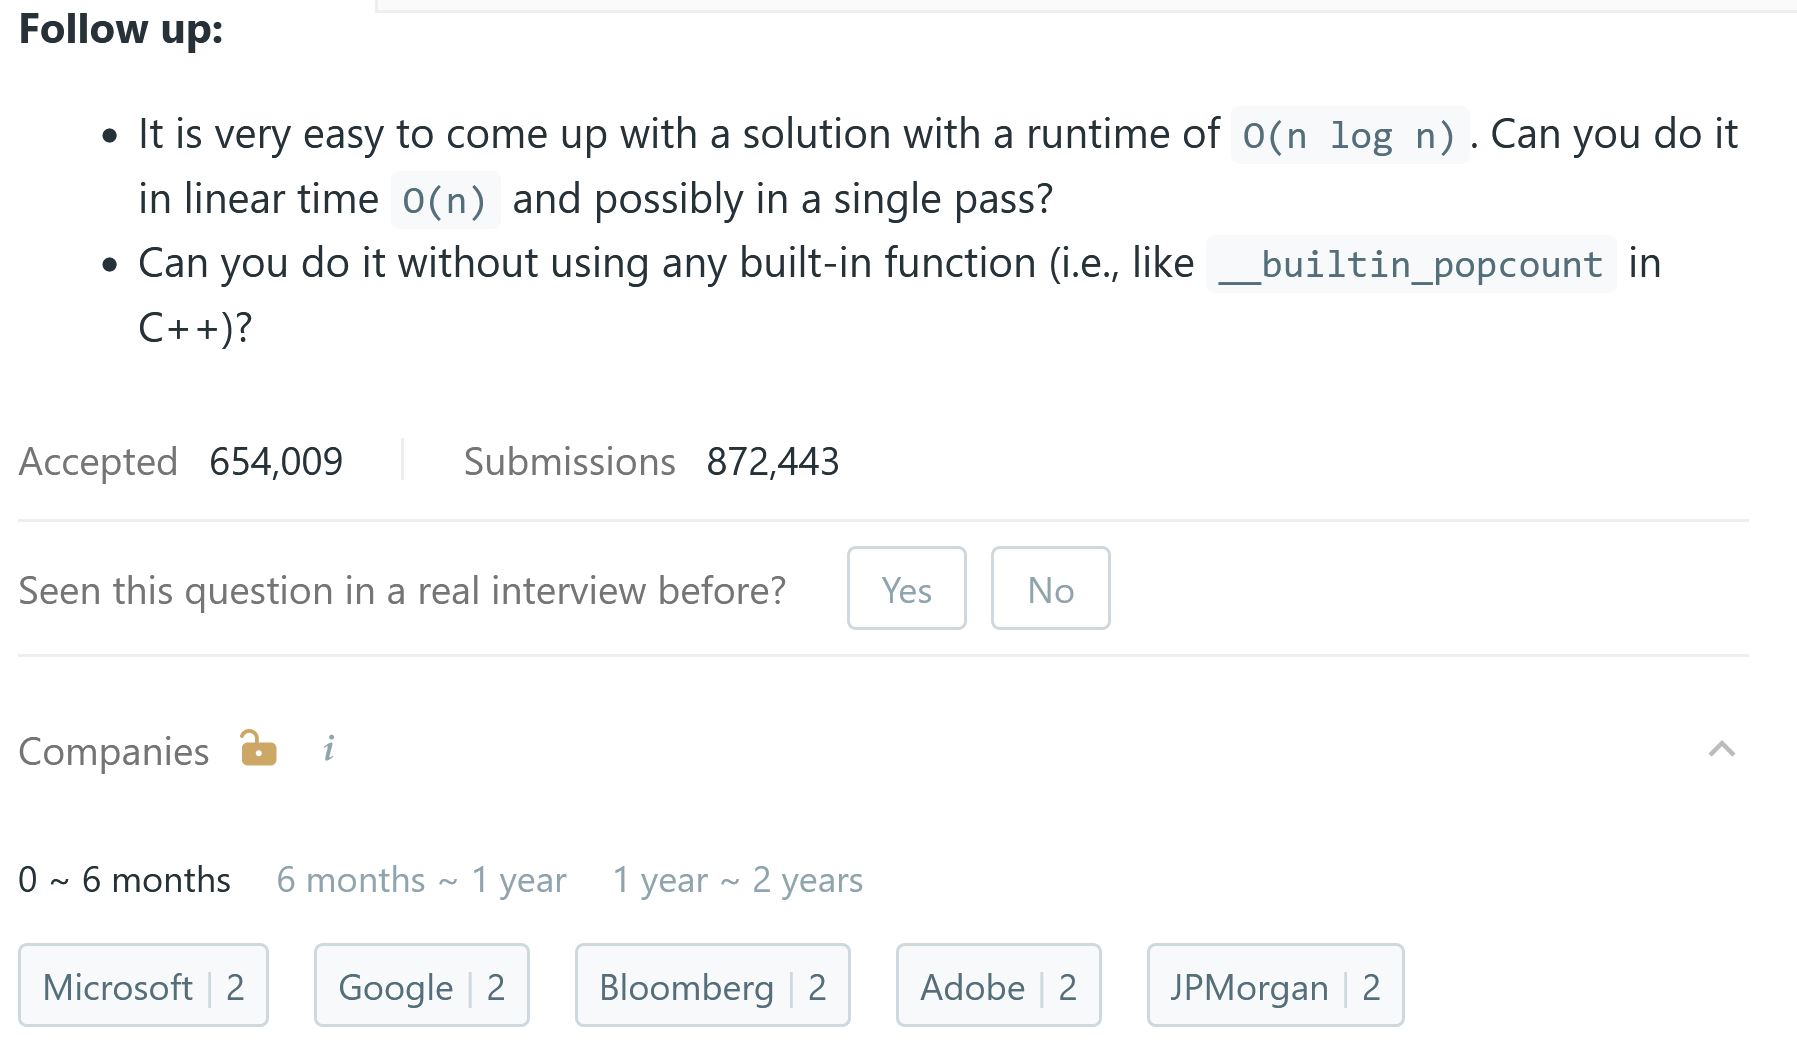 Follow up:
• It is very easy to come up with a solution with a runtime of O(n log n). Can you do it
in linear time O(n) and possibly in a single pass?
• Can you do it without using any built-in function (i.e., like __builtin_popcount in
C++)?
Accepted 654,009 Submissions 872,443
Seen this question in a real interview before? Yes No
Companies i
0 ~ 6 months 6 months ~ 1 year 1 year ~ 2 years
Microsoft | 2 Google | 2 Bloomberg | 2 Adobe | 2 JPMorgan | 2